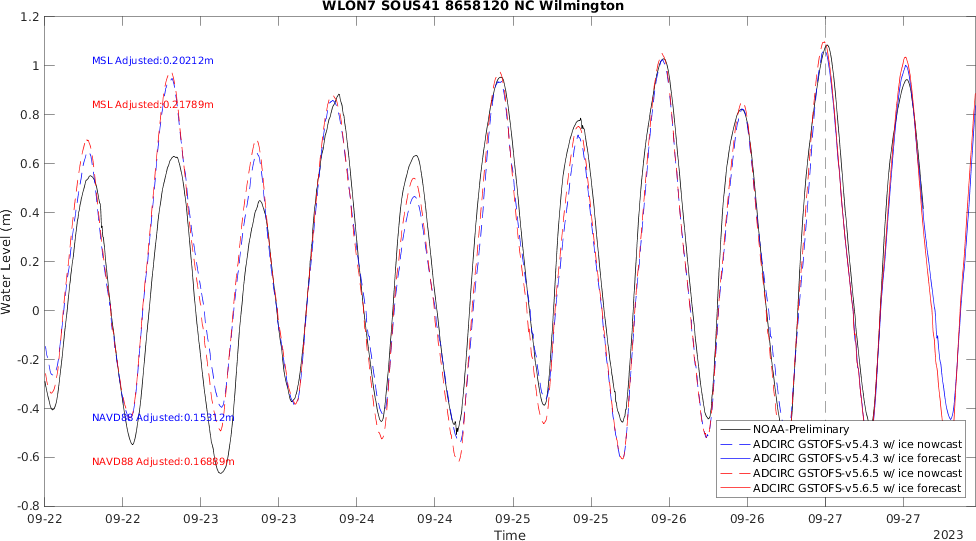 WLON7 SOUS41 8658120 NC Wilmington
1.2
1
0.8
0.6
0.4
0.2
0
-0.2
-0.4
-0.6
-0.8
Water Level (m)
MSL Adjusted:0.20212m
MSL Adjusted:0.21789m
NAVD88 Adjusted:0.15312m
NAVD88 Adjusted:0.16889m
NOAA-Preliminary
ADCIRC GSTOFS-v5.4.3 w/ ice nowcast
ADCIRC GSTOFS-v5.4.3 w/ ice forecast
ADCIRC GSTOFS-v5.6.5 w/ ice nowcast
ADCIRC GSTOFS-v5.6.5 w/ ice forecast
09-22 09-22 09-23 09-23 09-24 09-24 09-25 09-25 09-26 09-26 09-27 09-27
Time
2023